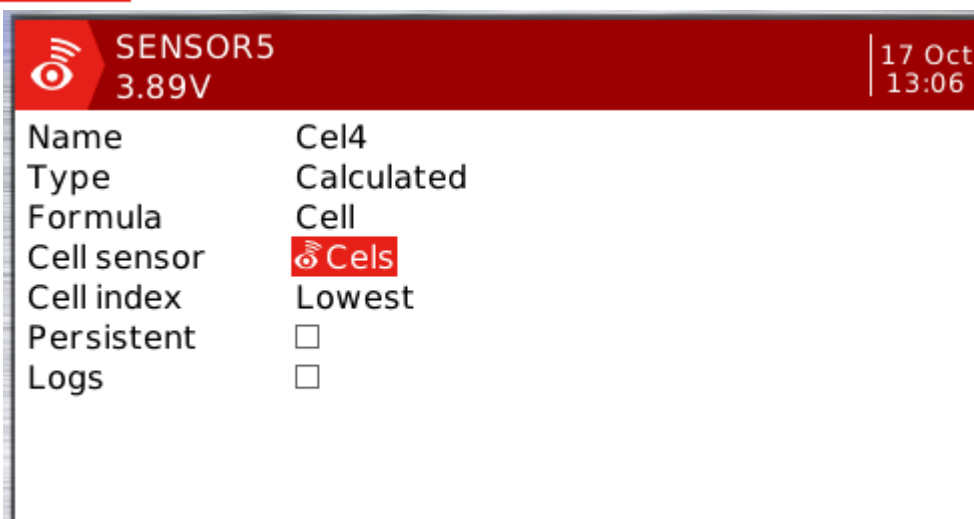 SENSOR5
3.89V
17 Oct
13:06
Name Cel4
Type Calculated
Formula Cell
Cell sensor Cels
Cell index Lowest
Persistent
Logs